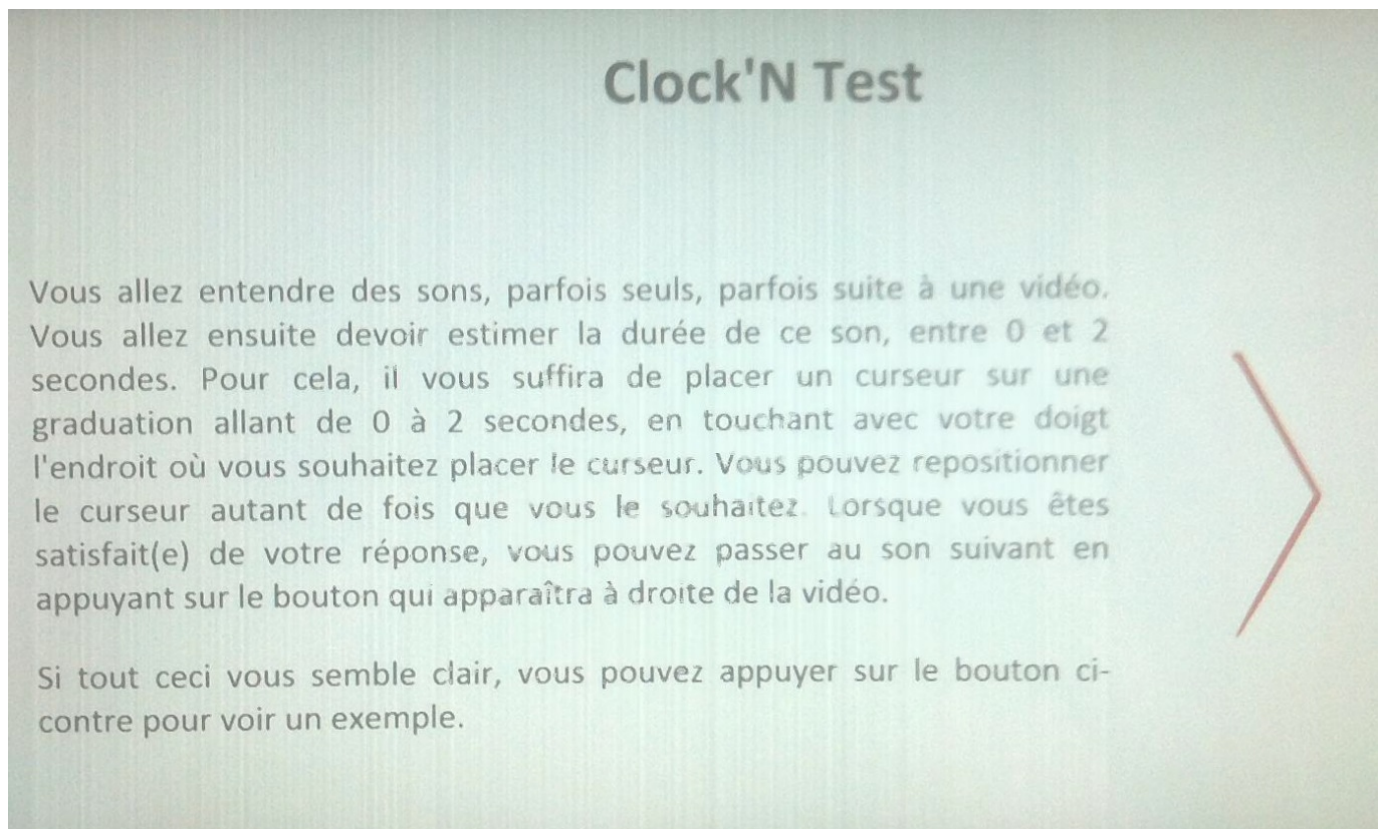 Clock'N Test
Vous allez entendre des sons, parfois seuls, parfois suite à une vidéo.
Vous allez ensuite devoir estimer la durée de ce son, entre 0 et 2
secondes. Pour cela, il vous suffira de placer un curseur sur une
graduation allant de 0 à 2 secondes, en touchant avec votre doigt
l'endroit où vous souhaitez placer le curseur. Vous pouvez repositionner
le curseur autant de fois que vous le souhaitez. Lorsque vous êtes
satisfait(e) de votre réponse, vous pouvez passer au son suivant en
appuyant sur le bouton qui apparaîtra à droite de la vidéo.
Si tout ceci vous semble clair, vous pouvez appuyer sur le bouton ci-
contre pour voir un exemple.